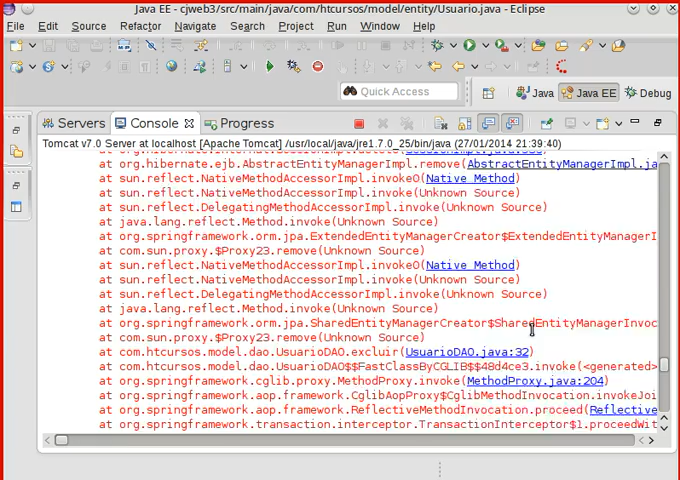 Java EE - cjweb3/src/main/java/com/htcursos/model/entity/Usuario.java - Eclipse
File Edit Source Refactor Navigate Search Project Run Window Help
Quick Access Java Java EE Debug
Servers Console Progress
Tomcat v7.0 Server at localhost [Apache Tomcat] /usr/local/java/jre1.7.0_25/bin/java (27/01/2014 21:39:40)
at org.hibernate.ejb.AbstractEntityManagerImpl.remove(AbstractEntityManagerImpl.ja
at sun.reflect.NativeMethodAccessorImpl.invoke0(Native Method)
at sun.reflect.NativeMethodAccessorImpl.invoke(Unknown Source)
at sun.reflect.DelegatingMethodAccessorImpl.invoke(Unknown Source)
at java.lang.reflect.Method.invoke(Unknown Source)
at org.springframework.orm.jpa.ExtendedEntityManagerCreator$ExtendedEntityManagerI
at com.sun.proxy.$Proxy23.remove(Unknown Source)
at sun.reflect.NativeMethodAccessorImpl.invoke0(Native Method)
at sun.reflect.NativeMethodAccessorImpl.invoke(Unknown Source)
at sun.reflect.DelegatingMethodAccessorImpl.invoke(Unknown Source)
at java.lang.reflect.Method.invoke(Unknown Source)
at org.springframework.orm.jpa.SharedEntityManagerCreator$SharedEntityManagerInvoc
at com.sun.proxy.$Proxy23.remove(Unknown Source)
at com.htcursos.model.dao.UsuarioDAO.excluir(UsuarioDAO.java:32)
at com.htcursos.model.dao.UsuarioDAO$$FastClassByCGLIB$$48d4ce3.invoke(<generated>
at org.springframework.cglib.proxy.MethodProxy.invoke(MethodProxy.java:204)
at org.springframework.aop.framework.CglibAopProxy$CglibMethodInvocation.invokeJoi
at org.springframework.aop.framework.ReflectiveMethodInvocation.proceed(Reflective
at org.springframework.transaction.interceptor.TransactionInterceptor$1.proceedWit